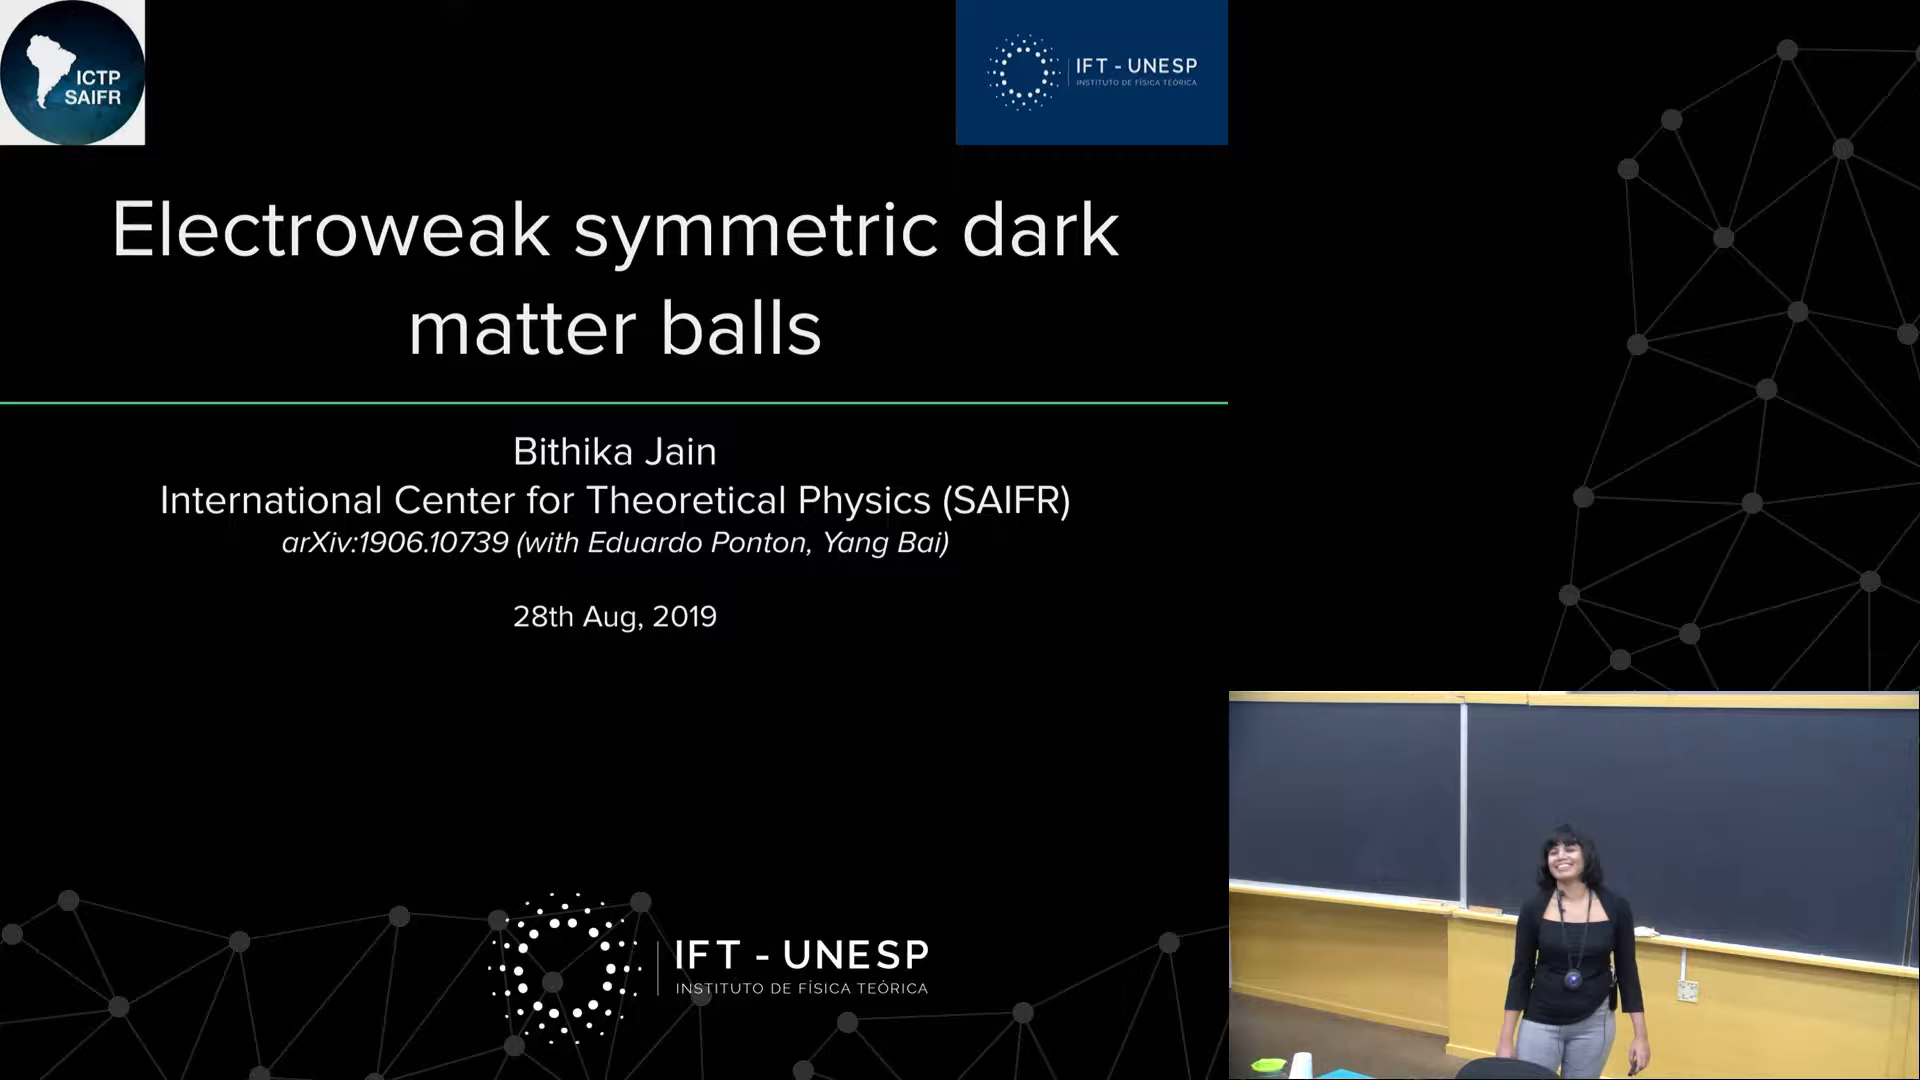 ICTP
SAIFR
IFT - UNESP
INSTITUTO DE FÍSICA TEÓRICA
Electroweak symmetric dark
matter balls
Bithika Jain
International Center for Theoretical Physics (SAIFR)
arXiv:1906.10739 (with Eduardo Ponton, Yang Bai)
28th Aug, 2019
IFT - UNESP
INSTITUTO DE FÍSICA TEÓRICA